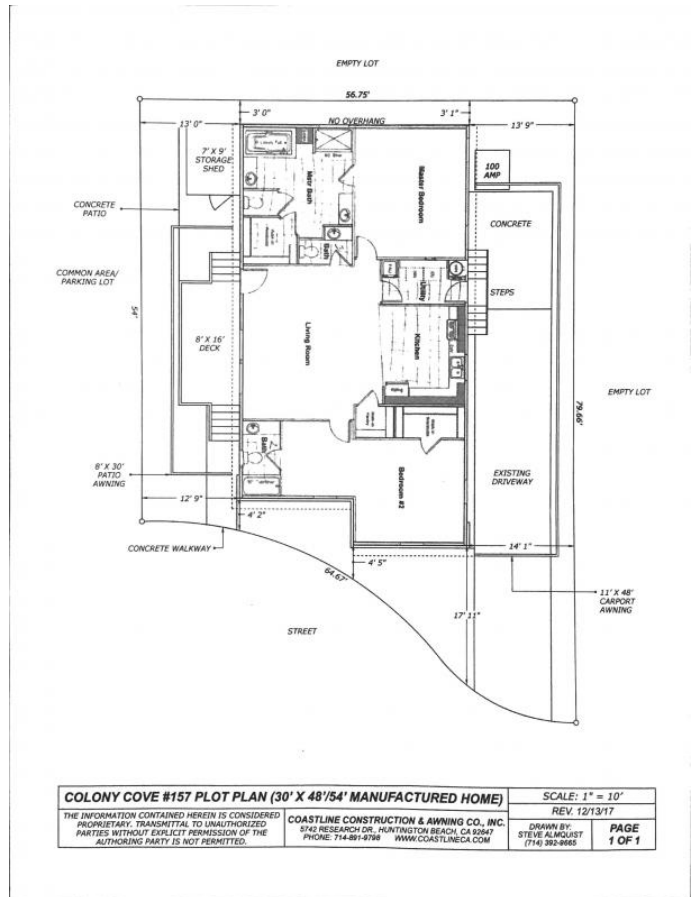 EMPTY LOT
56.75'
3' 0"
3' 1"
13' 0"
NO OVERHANG
13' 9"
7' X 9'
STORAGE
SHED
100
AMP
Mstr Bath
Master Bedroom
CONCRETE
PATIO
CONCRETE
Bath
COMMON AREA/
PARKING LOT
Utility
STEPS
54'
8' X 16'
DECK
Living Room
Kitchen
EMPTY LOT
79.66'
Bath
Bedroom #2
8' X 30'
PATIO
AWNING
EXISTING
DRIVEWAY
12' 9"
4' 2"
CONCRETE WALKWAY
14' 1"
64.67'
4' 5"
11' X 48'
CARPORT
AWNING
17' 11"
STREET
COLONY COVE #157 PLOT PLAN (30' X 48'/54' MANUFACTURED HOME)
SCALE: 1" = 10'
REV. 12/13/17
THE INFORMATION CONTAINED HEREIN IS CONSIDERED
PROPRIETARY. TRANSMITTAL TO UNAUTHORIZED
PARTIES WITHOUT EXPLICIT PERMISSION OF THE
AUTHORING PARTY IS NOT PERMITTED.
COASTLINE CONSTRUCTION & AWNING CO., INC.
5742 RESEARCH DR., HUNTINGTON BEACH, CA 92647
PHONE: 714-891-9798 WWW.COASTLINECA.COM
DRAWN BY:
STEVE ALMQUIST
(714) 392-9665
PAGE
1 OF 1